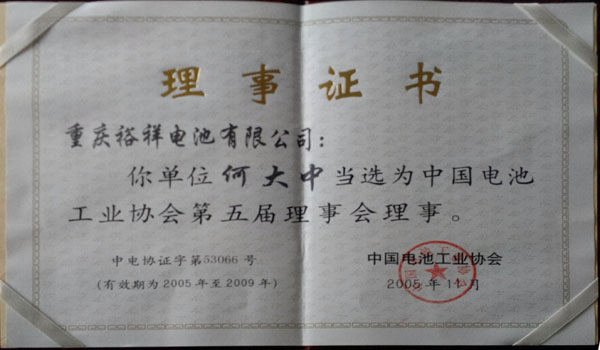 理事证书
重庆裕祥电池有限公司：
你单位何大中当选为中国电池
工业协会第五届理事会理事。
中电协证字第53066号
(有效期为2005年至2009年)
中国电池工业协会
2005年11月